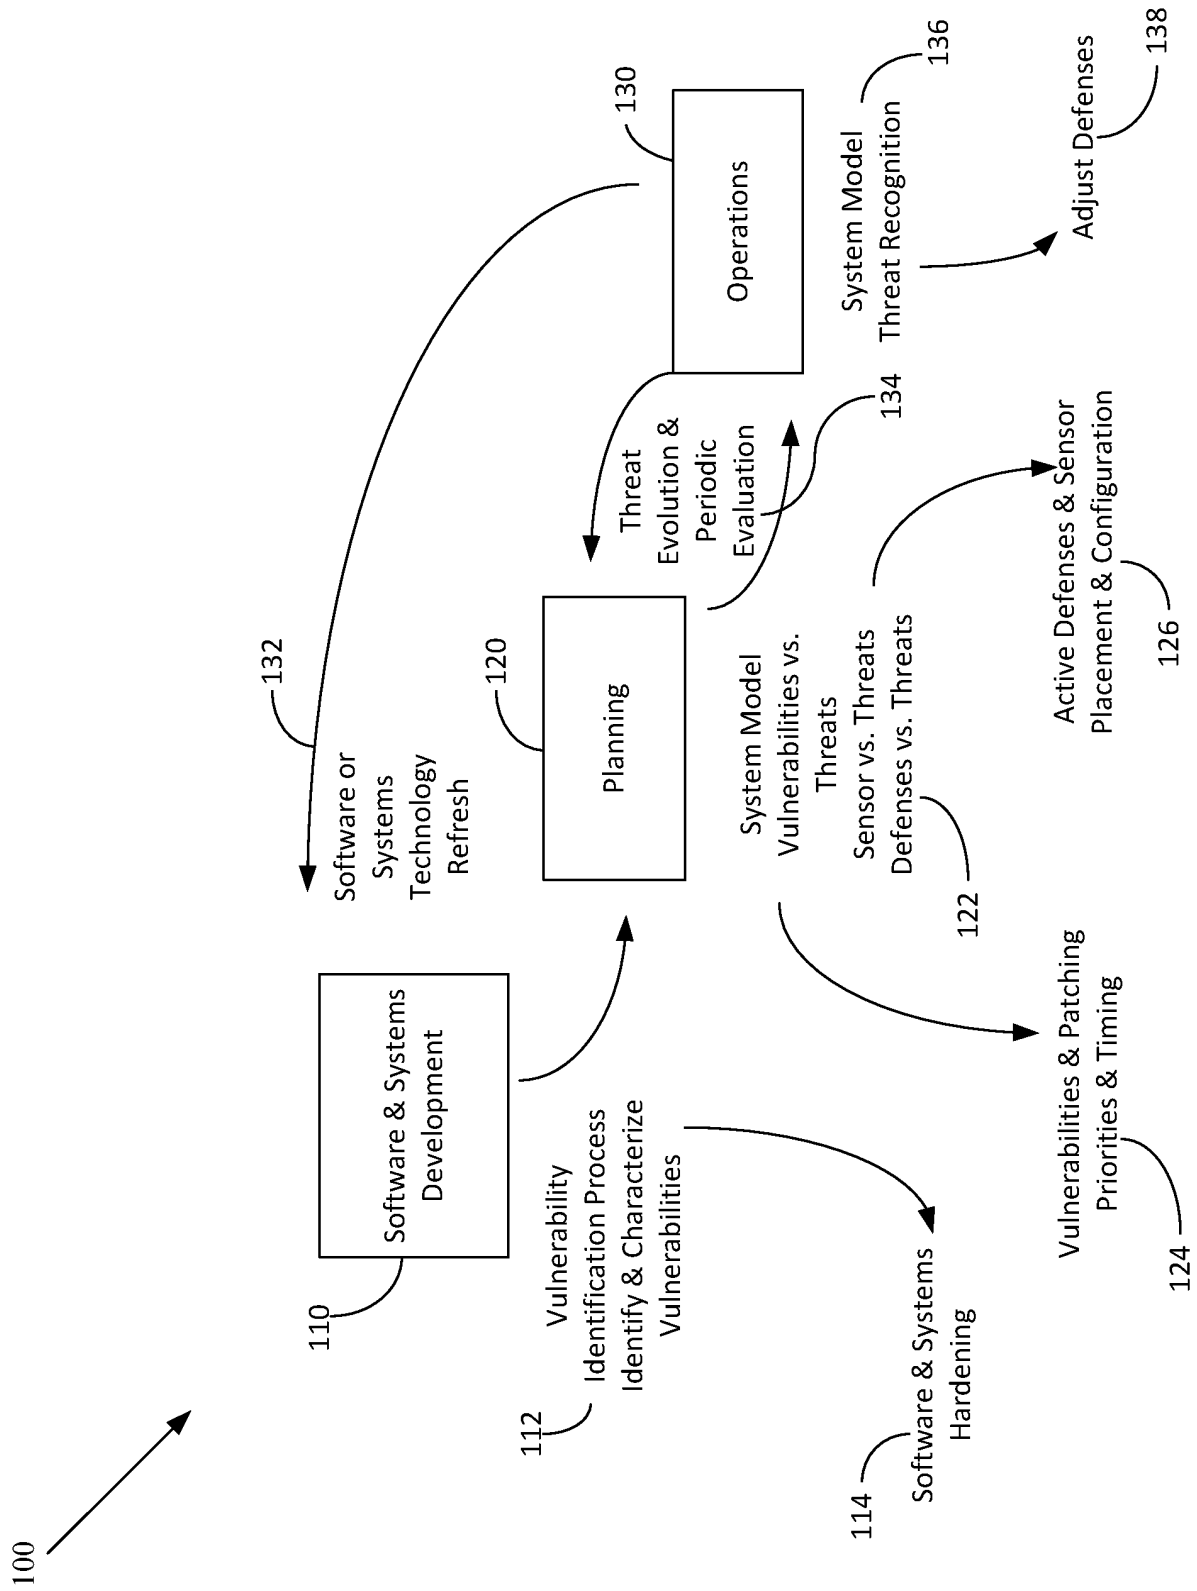 100
110
Software & Systems
Development
112
Vulnerability
Identification Process
Identify & Characterize
Vulnerabilities
114
Software & Systems
Hardening
132
Software or
Systems
Technology
Refresh
120
Planning
System Model
Vulnerabilities vs.
Threats
Sensor vs. Threats
Defenses vs. Threats
122
Vulnerabilities & Patching
Priorities & Timing
124
Active Defenses & Sensor
Placement & Configuration
126
130
Operations
Threat
Evolution &
Periodic
Evaluation
134
System Model
Threat Recognition
136
Adjust Defenses
138